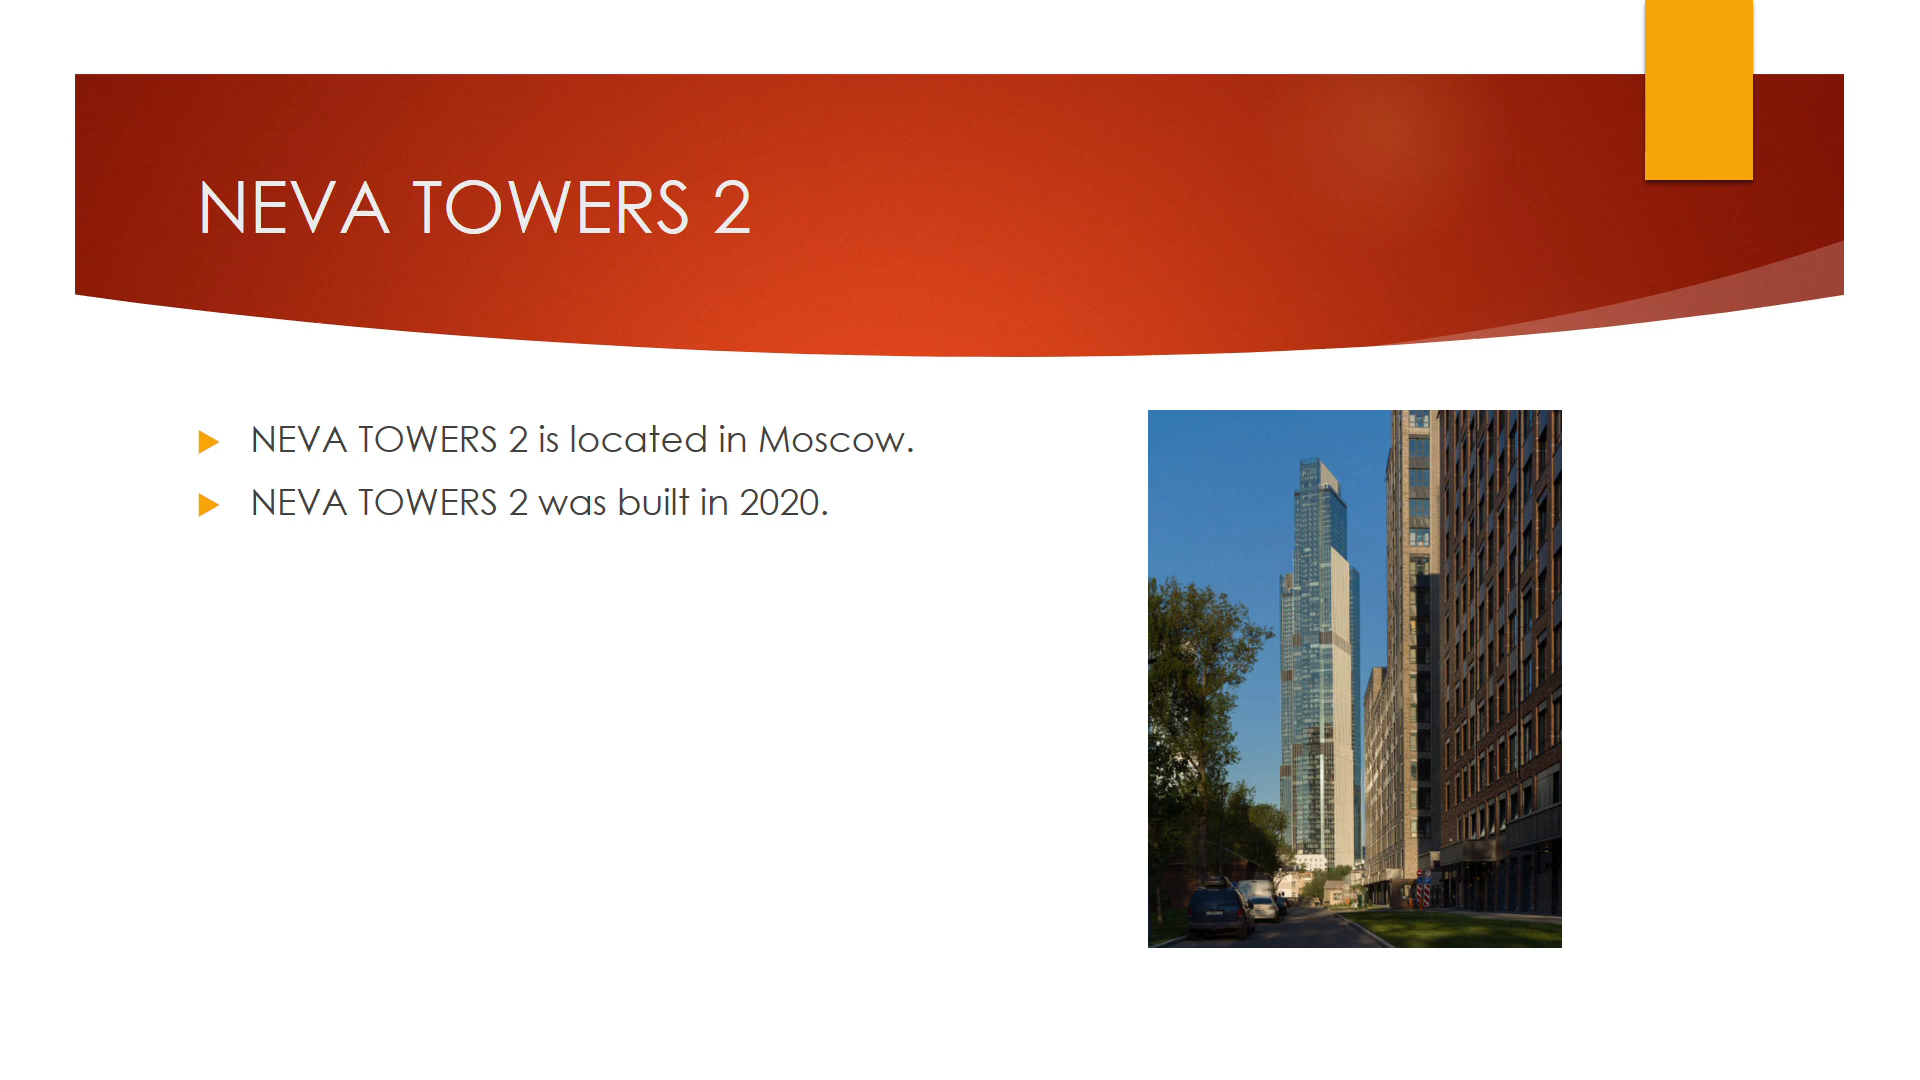 NEVA TOWERS 2
NEVA TOWERS 2 is located in Moscow.
NEVA TOWERS 2 was built in 2020.